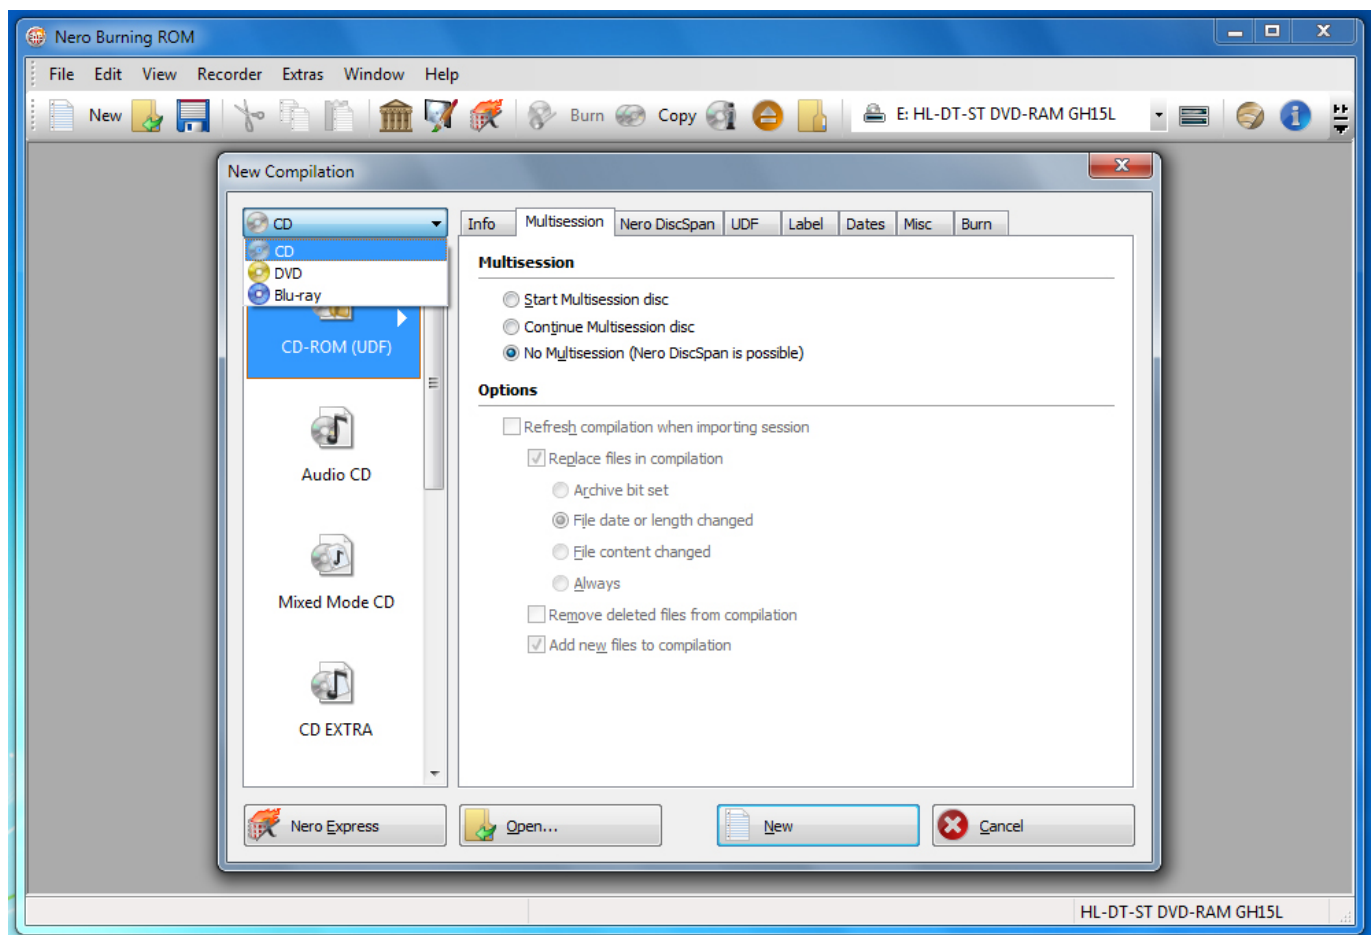 Nero Burning ROM
File Edit View Recorder Extras Window Help
New Burn Copy E: HL-DT-ST DVD-RAM GH15L
New Compilation
CD
CD
DVD
Blu-ray
CD-ROM (UDF)
Audio CD
Mixed Mode CD
CD EXTRA
Info Multisession Nero DiscSpan UDF Label Dates Misc Burn
Multisession
Start Multisession disc
Continue Multisession disc
No Multisession (Nero DiscSpan is possible)
Options
Refresh compilation when importing session
Replace files in compilation
Archive bit set
File date or length changed
File content changed
Always
Remove deleted files from compilation
Add new files to compilation
Nero Express Open... New Cancel
HL-DT-ST DVD-RAM GH15L